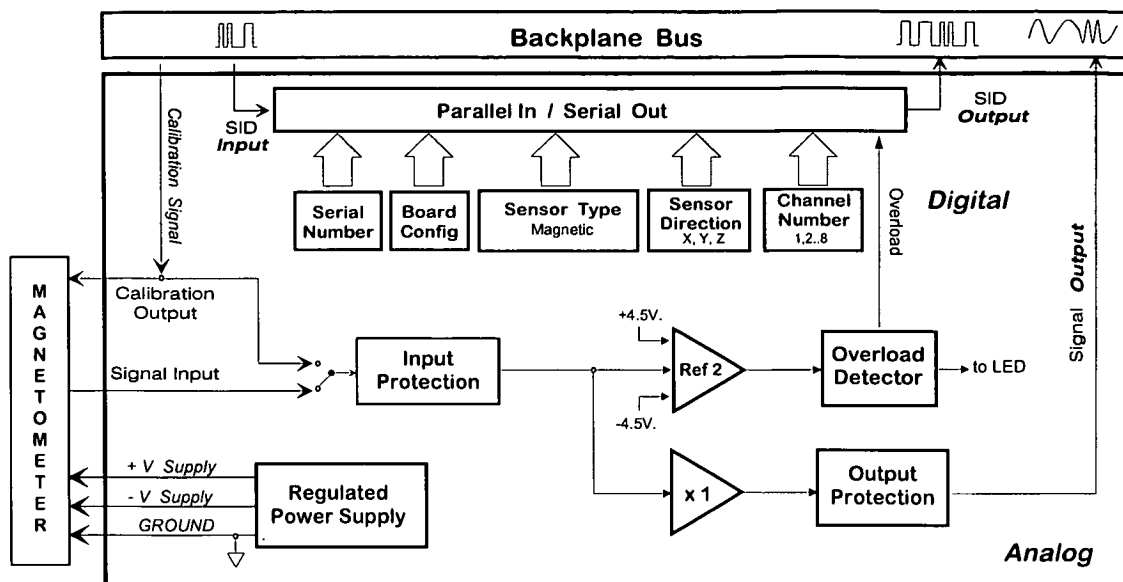 Backplane Bus
Parallel In / Serial Out
SID
Input
SID
Output
Calibration Signal
Serial
Number
Board
Config
Sensor Type
Magnetic
Sensor
Direction
X, Y, Z
Channel
Number
1,2..8
Overload
Digital
Signal Output
MAGNETOMETER
Calibration
Output
Signal Input
Input
Protection
+4.5V.
Ref 2
-4.5V.
Overload
Detector
to LED
+ V Supply
- V Supply
GROUND
Regulated
Power Supply
x 1
Output
Protection
Analog